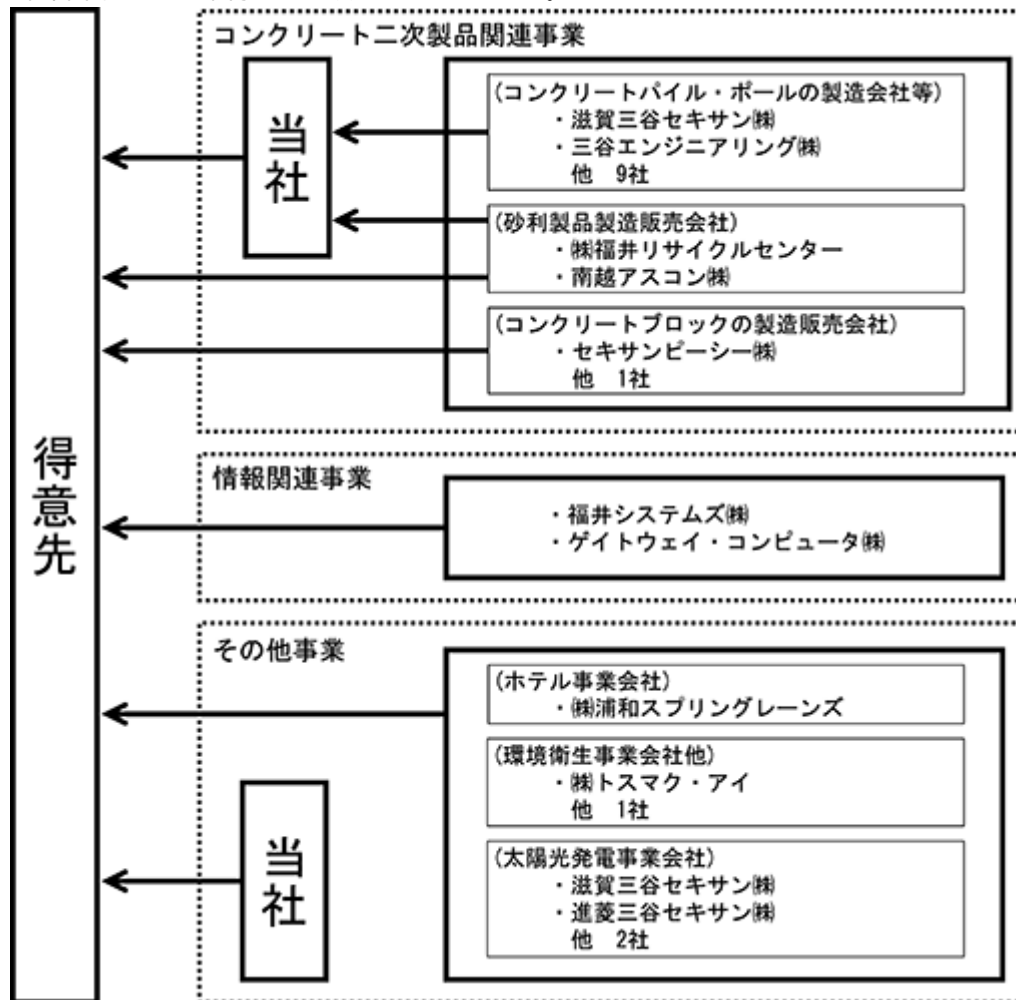 コンクリート二次製品関連事業
当社
(コンクリートパイル・ポールの製造会社等)
・滋賀三谷セキサン㈱
・三谷エンジニアリング㈱
他 9社
(砂利製品製造販売会社)
・㈱福井リサイクルセンター
・南越アスコン㈱
(コンクリートブロックの製造販売会社)
・セキサンピーシー㈱
他 1社
得意先
情報関連事業
・福井システムズ㈱
・ゲイトウェイ・コンピュータ㈱
その他事業
(ホテル事業会社)
・㈱浦和スプリングレーンズ
(環境衛生事業会社他)
・㈱トスマク・アイ
他 1社
当社
(太陽光発電事業会社)
・滋賀三谷セキサン㈱
・進菱三谷セキサン㈱
他 2社